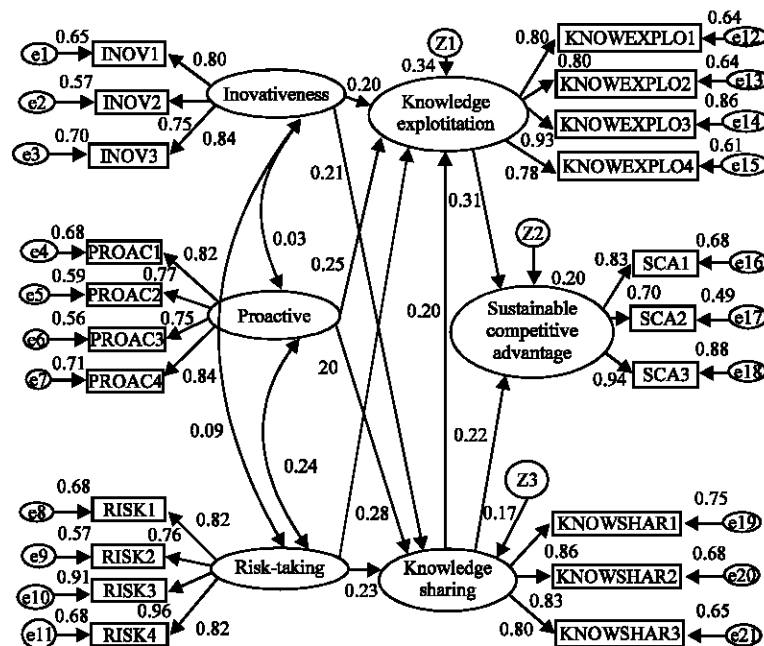 Z1
0.64
e1
0.65
INOV1
0.80
0.34
0.80
KNOWEXPLO1
e12
e2
0.57
INOV2
Inovativeness
0.20
Knowledge
explotitation
0.80
KNOWEXPLO2
0.64
e13
0.75
0.86
KNOWEXPLO3
e14
e3
0.70
INOV3
0.84
0.93
0.78
KNOWEXPLO4
0.61
e15
0.21
0.31
e4
0.68
PROAC1
0.82
0.03
Z2
e5
0.59
PROAC2
0.77
0.25
0.20
0.83
SCA1
0.68
e16
Proactive
0.20
Sustainable
competitive
advantage
0.70
SCA2
0.49
e17
e6
0.56
PROAC3
0.75
20
e7
0.71
PROAC4
0.84
0.94
SCA3
0.88
e18
0.09
0.24
0.22
Z3
e8
0.68
RISK1
0.82
0.28
0.17
KNOWSHAR1
0.75
e19
e9
0.57
RISK2
0.76
Risk-taking
Knowledge
sharing
0.86
KNOWSHAR2
0.68
e20
e10
0.91
RISK3
0.23
0.83
e11
0.68
RISK4
0.96
0.82
0.80
KNOWSHAR3
0.65
e21